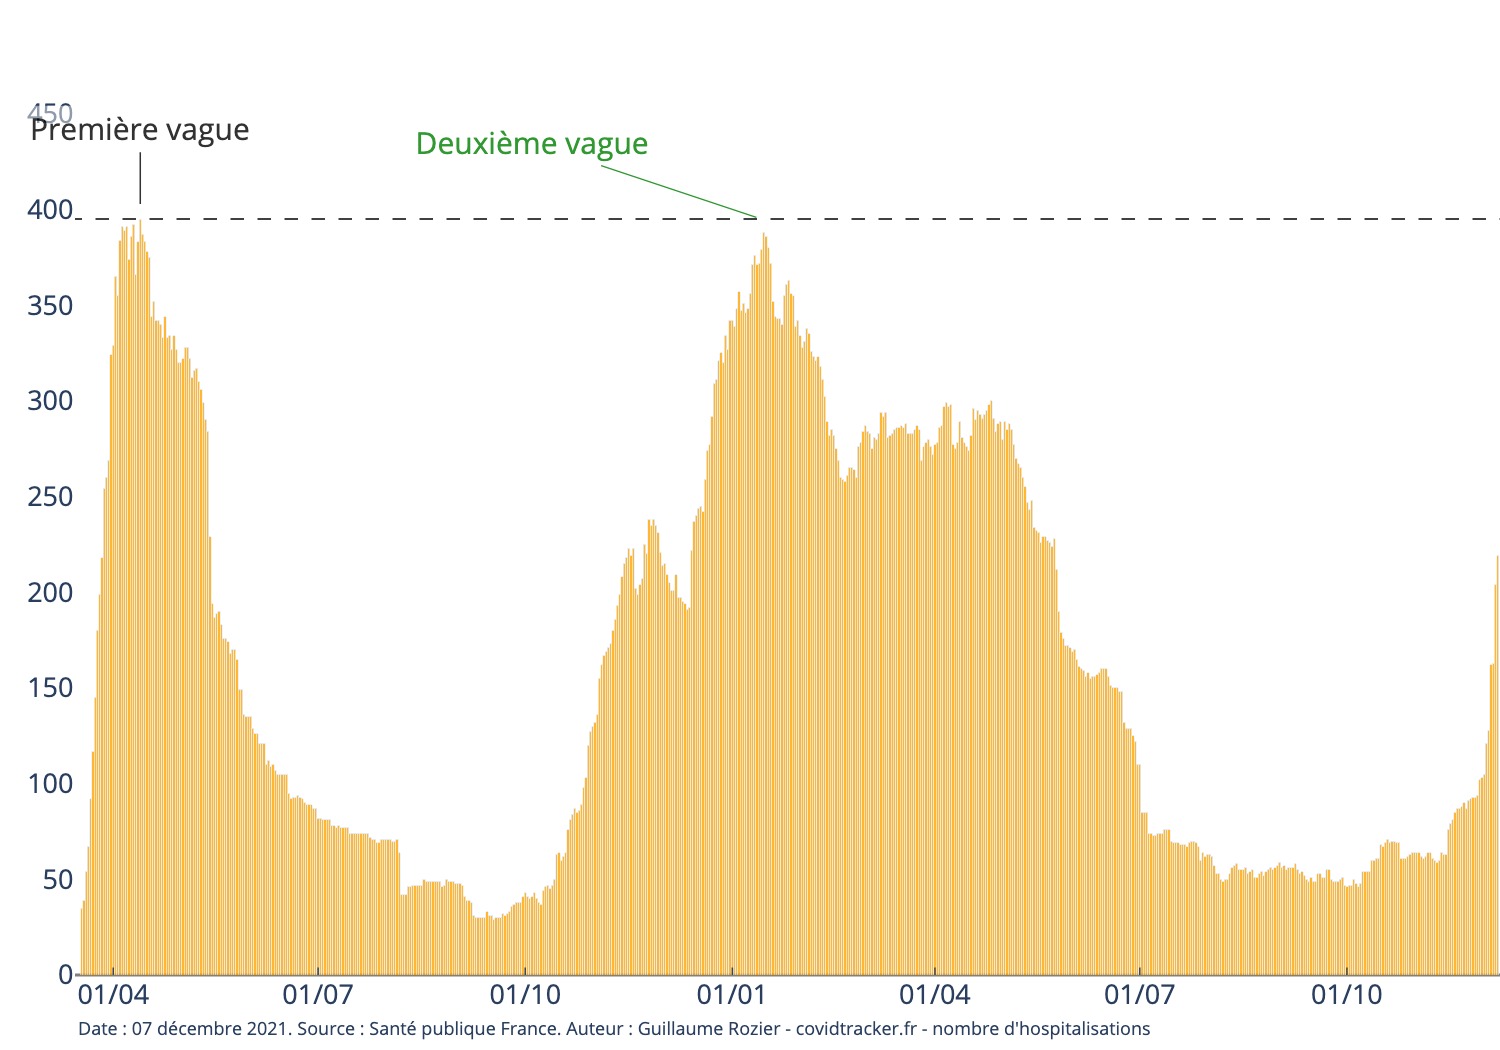 450
Première vague
Deuxième vague
400
350
300
250
200
150
100
50
0
01/04 01/07 01/10 01/01 01/04 01/07 01/10
Date : 07 décembre 2021. Source : Santé publique France. Auteur : Guillaume Rozier - covidtracker.fr - nombre d'hospitalisations